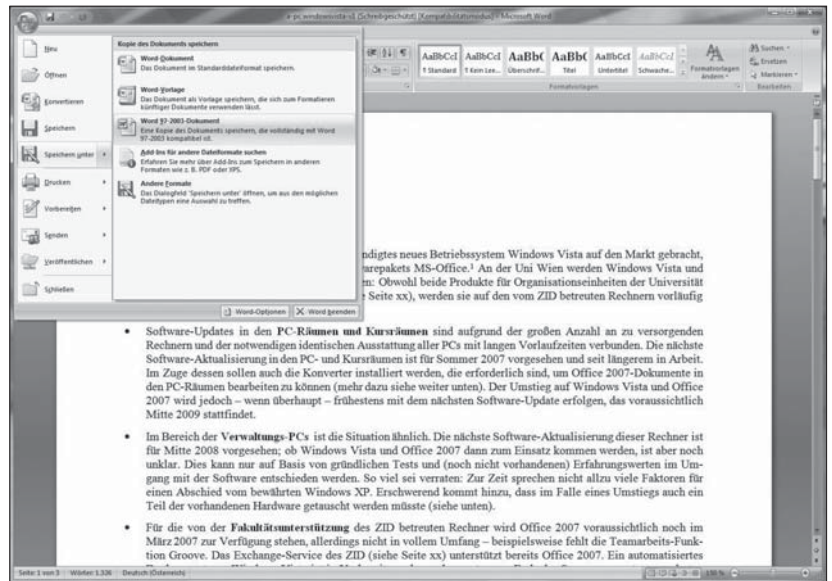 a-pc.windowsvista-s1 (Schreibgeschützt) [Kompatibilitätsmodus] - Microsoft Word
Neu
Öffnen
Konvertieren
Speichern
Speichern unter
Drucken
Vorbereiten
Senden
Veröffentlichen
Schließen
Kopie des Dokuments speichern
Word-Dokument
Das Dokument im Standarddateiformat speichern.
Word-Vorlage
Das Dokument als Vorlage speichern, die sich zum Formatieren
künftiger Dokumente verwenden lässt.
Word 97-2003-Dokument
Eine Kopie des Dokuments speichern, die vollständig mit Word
97-2003 kompatibel ist.
Add-Ins für andere Dateiformate suchen
Erfahren Sie mehr über Add-Ins zum Speichern in anderen
Formaten wie z. B. PDF oder XPS.
Andere Formate
Das Dialogfeld 'Speichern unter' öffnen, um aus den möglichen
Dateitypen eine Auswahl zu treffen.
Word-Optionen
Word beenden
AaBbCcI AaBbCcI AaBb( AaBb( AaBbCcI AaBbCcI
¶ Standard ¶ Kein Lee... Überschrif... Titel Untertitel Schwache...
Formatvorlagen
ändern
Formatvorlagen
Suchen
Ersetzen
Markieren
Bearbeiten
ndigtes neues Betriebssystem Windows Vista auf den Markt gebracht,
arepakets MS-Office.¹ An der Uni Wien werden Windows Vista und
n: Obwohl beide Produkte für Organisationseinheiten der Universität
Seite xx), werden sie auf den vom ZID betreuten Rechnern vorläufig
• Software-Updates in den PC-Räumen und Kursräumen sind aufgrund der großen Anzahl an zu versorgenden
Rechnern und der notwendigen identischen Ausstattung aller PCs mit langen Vorlaufzeiten verbunden. Die nächste
Software-Aktualisierung in den PC- und Kursräumen ist für Sommer 2007 vorgesehen und seit längerem in Arbeit.
Im Zuge dessen sollen auch die Konverter installiert werden, die erforderlich sind, um Office 2007-Dokumente in
den PC-Räumen bearbeiten zu können (mehr dazu siehe weiter unten). Der Umstieg auf Windows Vista und Office
2007 wird jedoch – wenn überhaupt – frühestens mit dem nächsten Software-Update erfolgen, das voraussichtlich
Mitte 2009 stattfindet.
• Im Bereich der Verwaltungs-PCs ist die Situation ähnlich. Die nächste Software-Aktualisierung dieser Rechner ist
für Mitte 2008 vorgesehen; ob Windows Vista und Office 2007 dann zum Einsatz kommen werden, ist aber noch
unklar. Dies kann nur auf Basis von gründlichen Tests und (noch nicht vorhandenen) Erfahrungswerten im Um-
gang mit der Software entschieden werden. So viel sei verraten: Zur Zeit sprechen nicht allzu viele Faktoren für
einen Abschied vom bewährten Windows XP. Erschwerend kommt hinzu, dass im Falle eines Umstiegs auch ein
Teil der vorhandenen Hardware getauscht werden müsste (siehe unten).
• Für die von der Fakultätsunterstützung des ZID betreuten Rechner wird Office 2007 voraussichtlich noch im
März 2007 zur Verfügung stehen, allerdings nicht in vollem Umfang – beispielsweise fehlt die Teamarbeits-Funk-
tion Groove. Das Exchange-Service des ZID (siehe Seite xx) unterstützt bereits Office 2007. Ein automatisiertes
Seite: 1 von 3 Wörter: 1.336 Deutsch (Österreich) 150 %